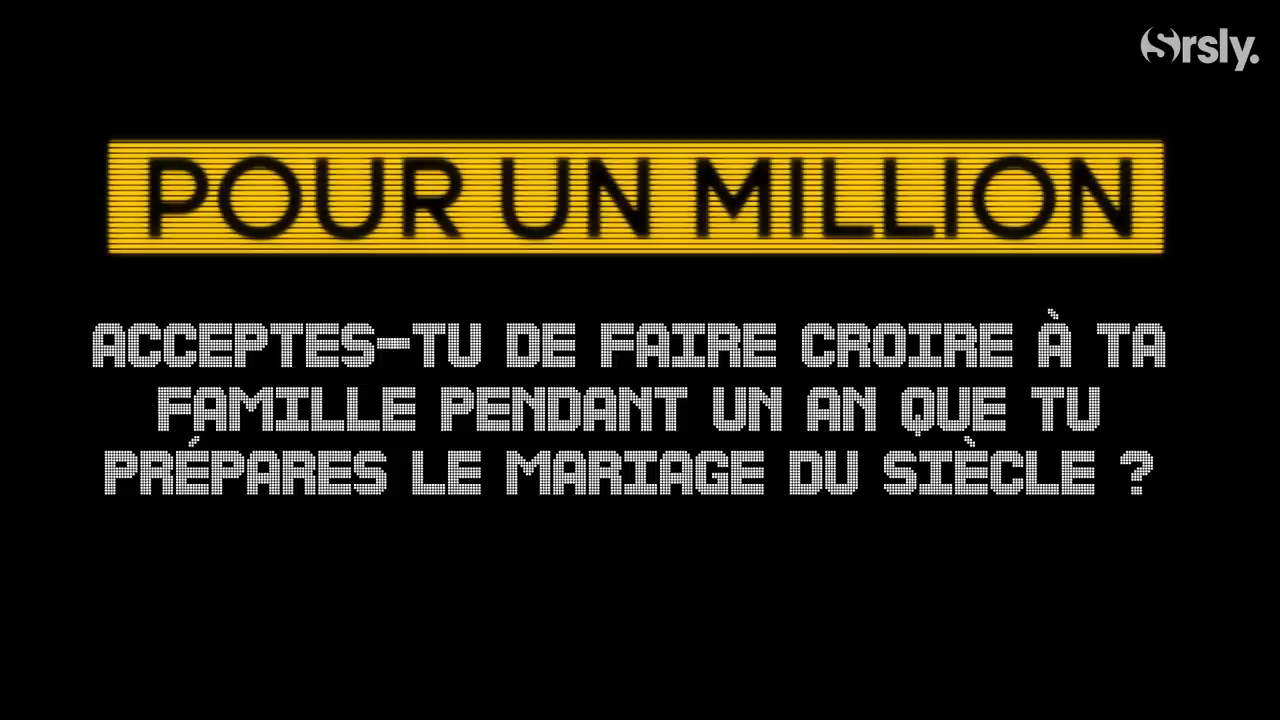 Srsly.
POUR UN MILLION
ACCEPTES-TU DE FAIRE CROIRE À TA
FAMILLE PENDANT UN AN QUE TU
PRÉPARES LE MARIAGE DU SIÈCLE ?